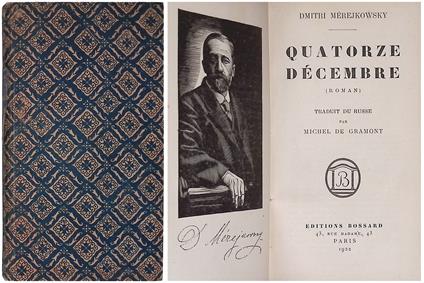 D. Mérejkowsky
DMITRI MÉREJKOWSKY
QUATORZE
DÉCEMBRE
(ROMAN)
TRADUIT DU RUSSE
PAR
MICHEL DE GRAMONT
B
EDITIONS BOSSARD
43, RUE MADAME, 43
PARIS
1922